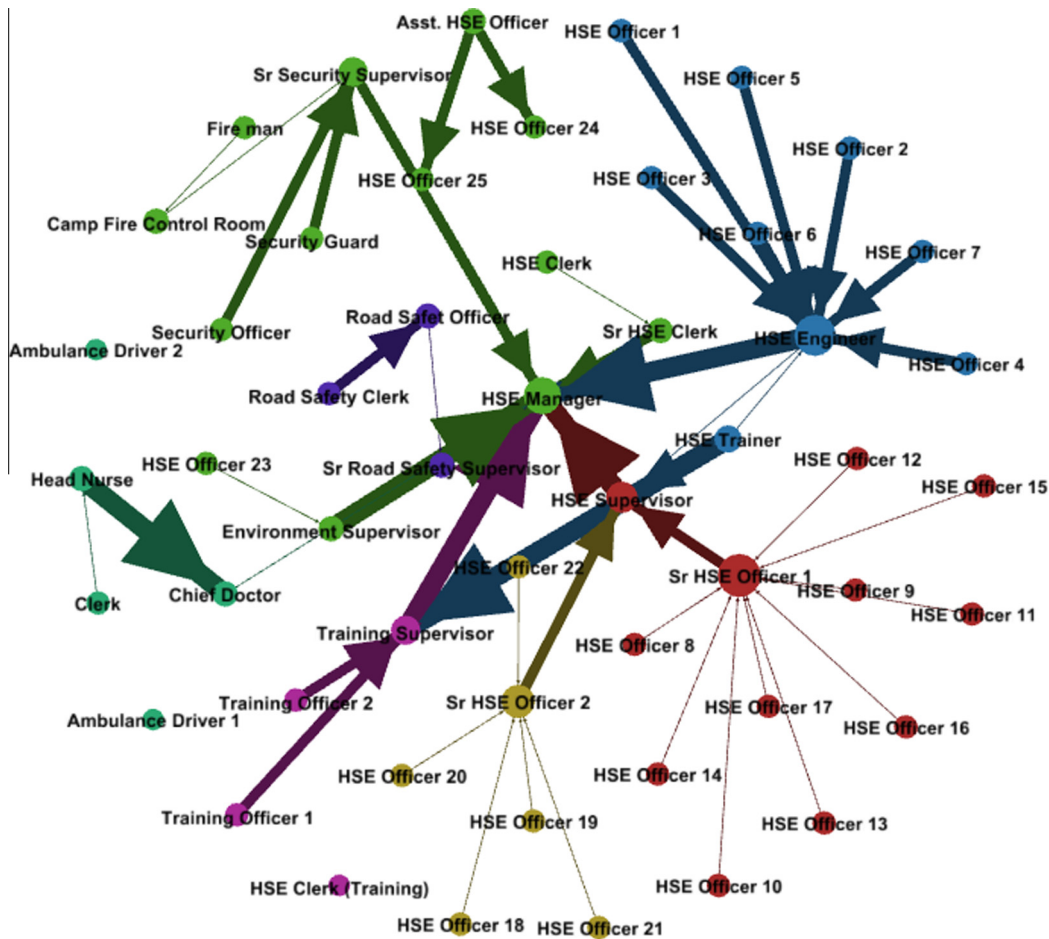 Asst. HSE Officer
HSE Officer 1
Sr Security Supervisor
HSE Officer 5
Fire man
HSE Officer 24
HSE Officer 2
HSE Officer 25
HSE Officer 3
Camp Fire Control Room
Security Guard
HSE Officer 6
HSE Officer 7
HSE Clerk
Road Safet Officer
Security Officer
Sr HSE Clerk
HSE Engineer
Ambulance Driver 2
HSE Officer 4
Road Safety Clerk
HSE Manager
HSE Trainer
HSE Officer 12
HSE Officer 23
Sr Road Safety Supervisor
Head Nurse
HSE Officer 15
HSE Supervisor
Environment Supervisor
HSE Officer 22
Sr HSE Officer 1
HSE Officer 9
Chief Doctor
Clerk
HSE Officer 11
Training Supervisor
HSE Officer 8
Training Officer 2
Sr HSE Officer 2
HSE Officer 17
Ambulance Driver 1
HSE Officer 16
HSE Officer 20
HSE Officer 14
Training Officer 1
HSE Officer 19
HSE Officer 13
HSE Clerk (Training)
HSE Officer 10
HSE Officer 18
HSE Officer 21